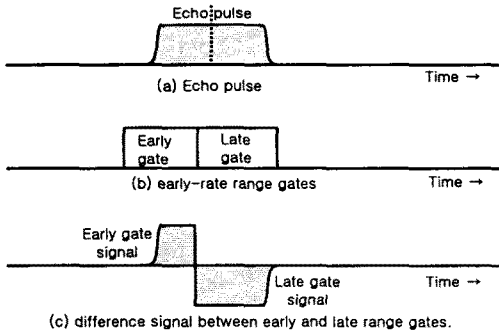 Echo pulse
Time →
(a) Echo pulse
Early gate
Late gate
Time →
(b) early-rate range gates
Early gate signal
Time →
Late gate signal
(c) difference signal between early and late range gates.